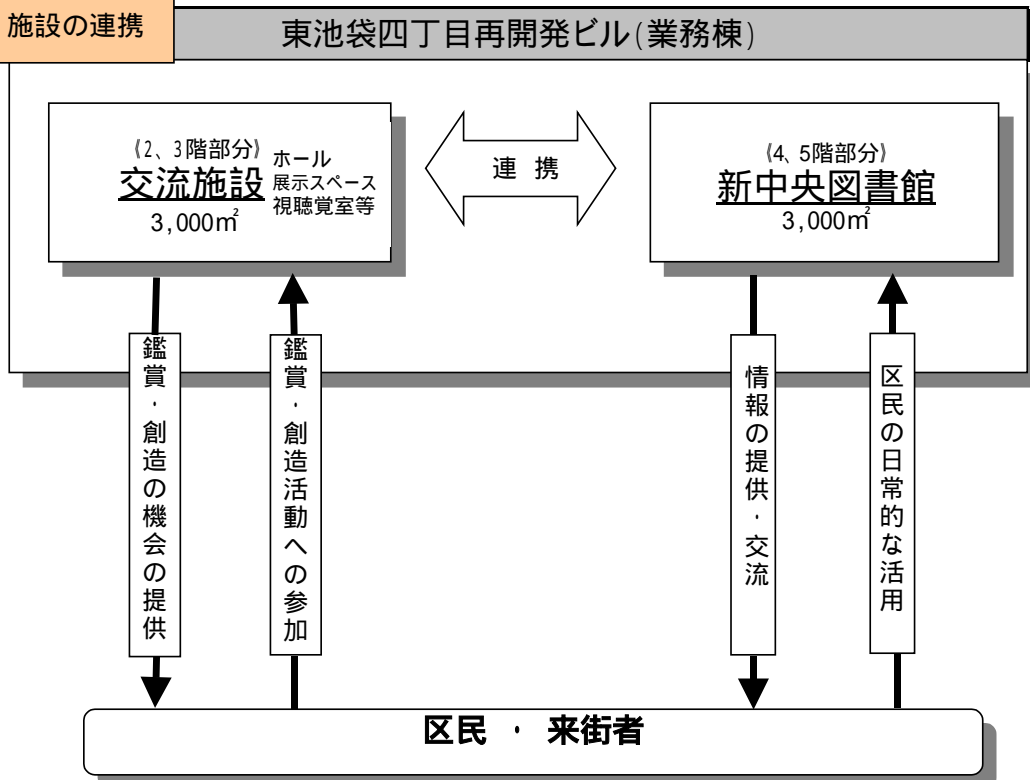 施設の連携
東池袋四丁目再開発ビル(業務棟)
《2、3階部分》
交流施設
3,000㎡
ホール
展示スペース
視聴覚室等
連 携
《4、5階部分》
新中央図書館
3,000㎡
鑑賞・創造の機会の提供
鑑賞・創造活動への参加
情報の提供・交流
区民の日常的な活用
区民 ・ 来街者